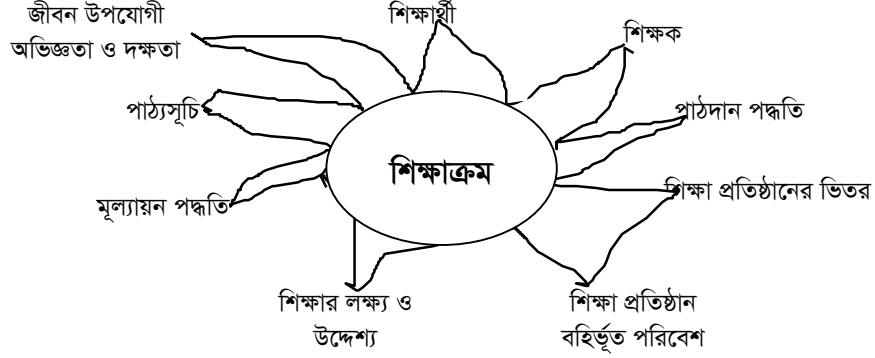 জীবন উপযোগী
অভিজ্ঞতা ও দক্ষতা
শিক্ষার্থী
শিক্ষক
পাঠ্যসূচি
পাঠদান পদ্ধতি
শিক্ষাক্রম
মূল্যায়ন পদ্ধতি
শিক্ষা প্রতিষ্ঠানের ভিতর
শিক্ষার লক্ষ্য ও
উদ্দেশ্য
শিক্ষা প্রতিষ্ঠান
বহির্ভূত পরিবেশ